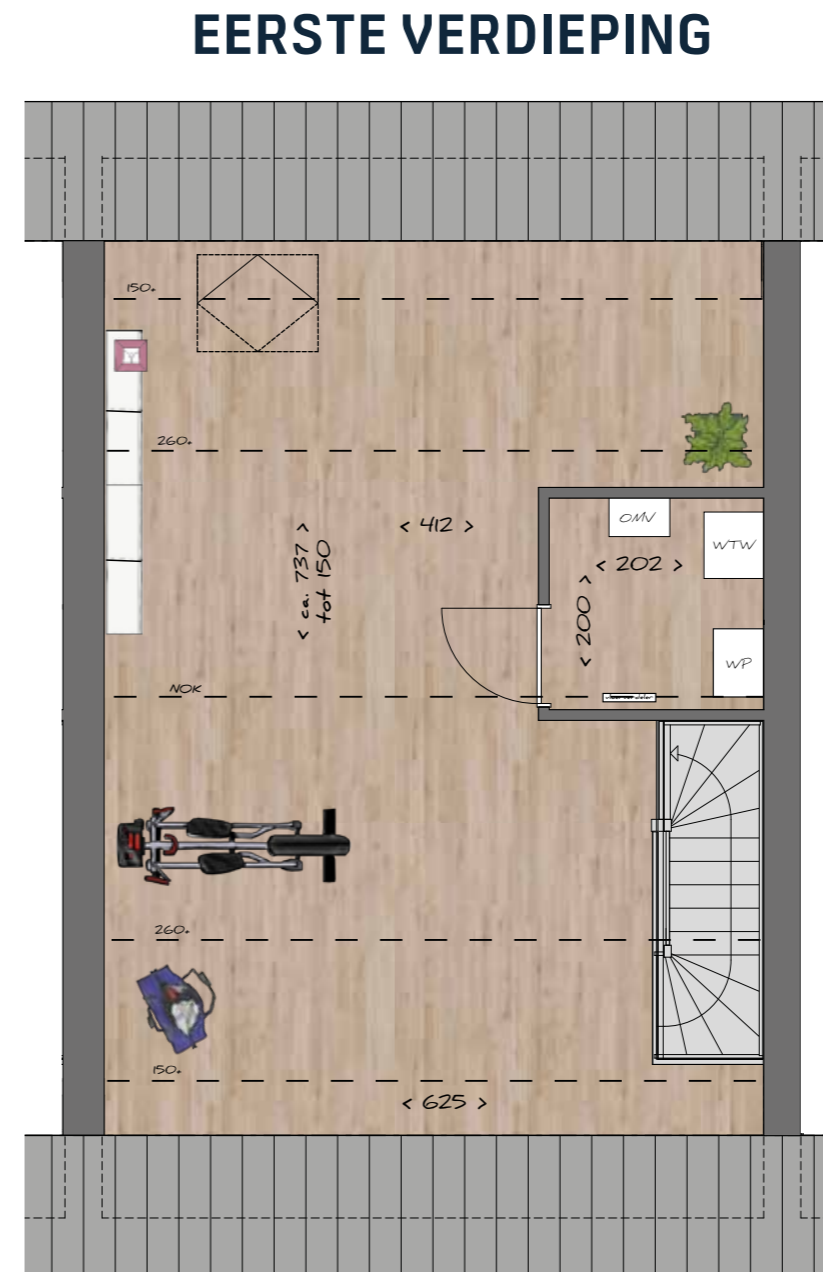 EERSTE VERDIEPING
150+
260+
< 412 >
< ca. 737 >
tot 150
OMV
WTW
< 202 >
< 200 >
WP
NOK
260+
150+
< 625 >